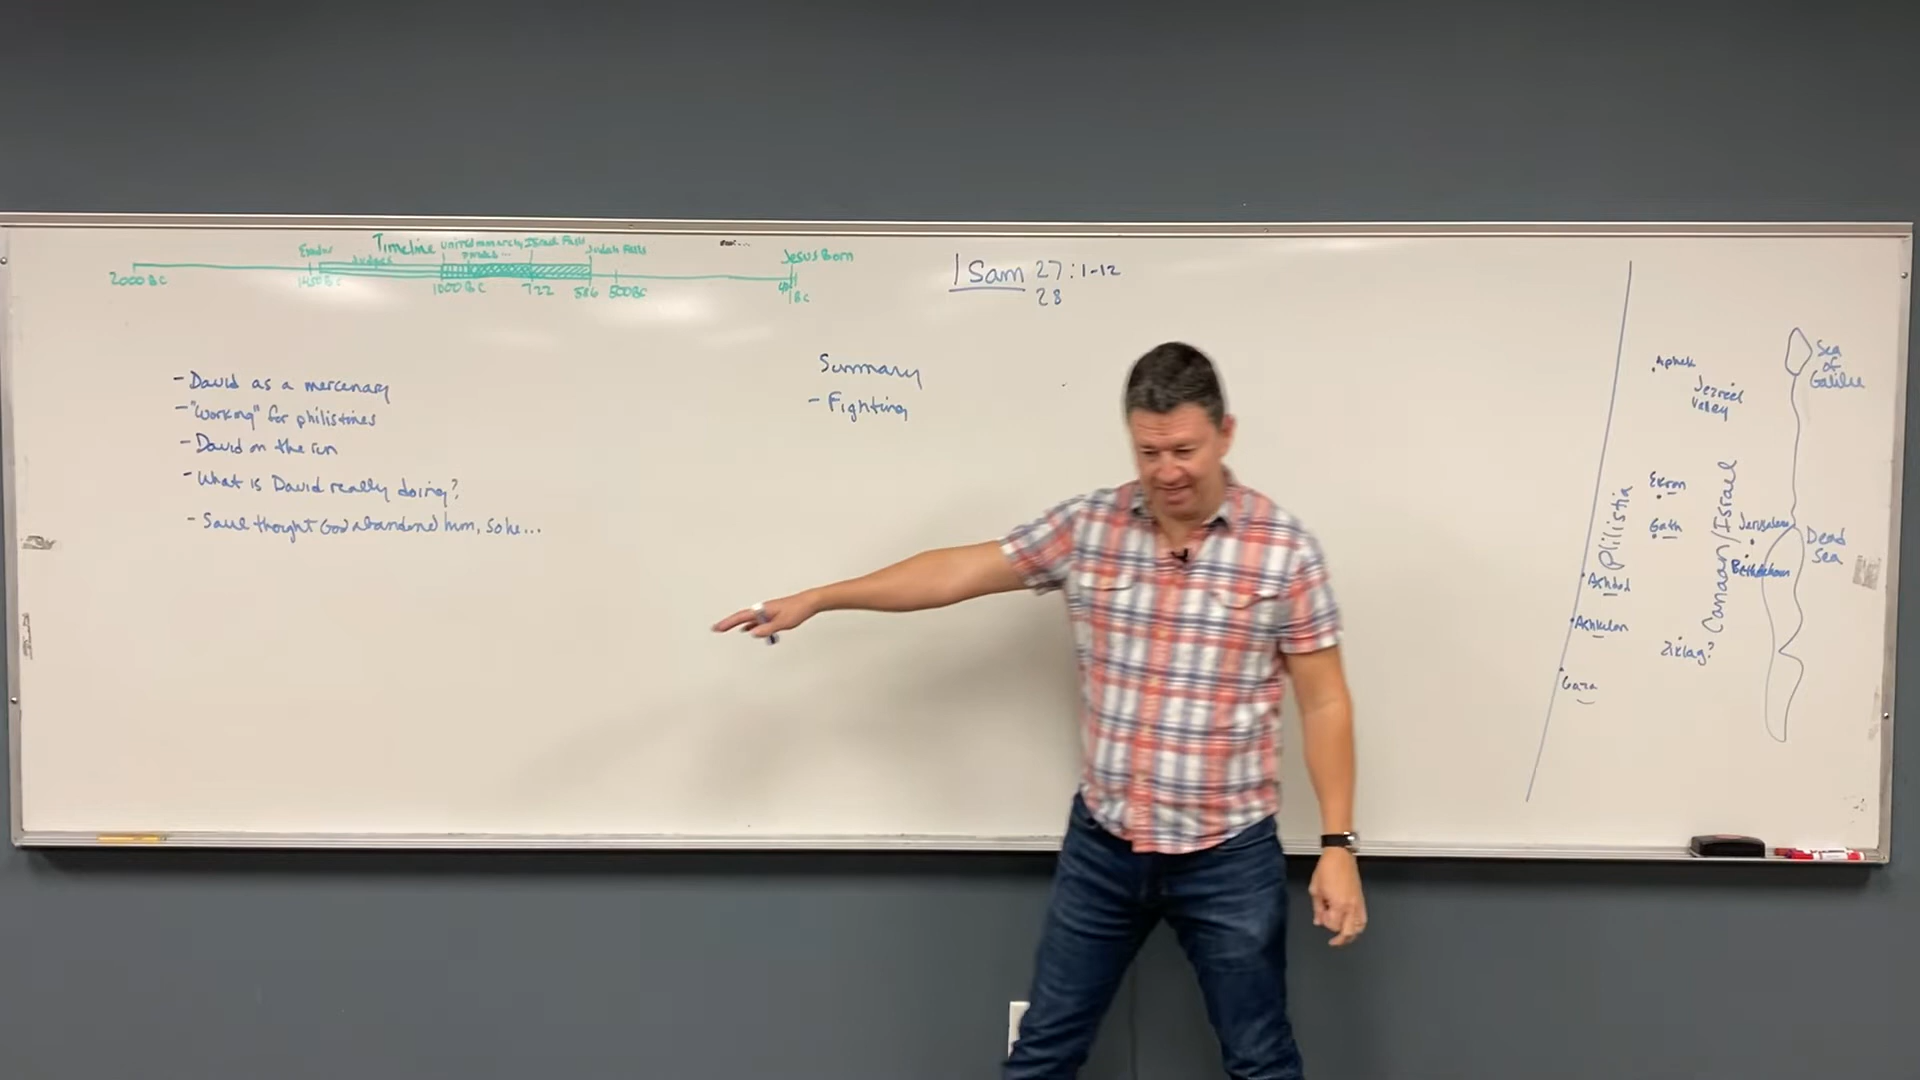 Timeline
Exodus
Judges
united monarchy
Israel Falls
Judah Falls
Jesus Born
2000 BC
1450 BC
1000 BC
722
586
500 BC
1 BC
1 Sam 27:1-12
28
- David as a mercenary
- "Working" for philistines
- David on the run
- What is David really doing?
- Saul thought God abandoned him, so he...
Summary
- Fighting
Aphek
Jezreel
Valley
Sea
of
Galilee
Ekron
Gath
Philistia
Canaan/Israel
Jerusalem
Bethlehem
Dead
Sea
Ashdod
Ashkelon
Ziklag?
Gaza